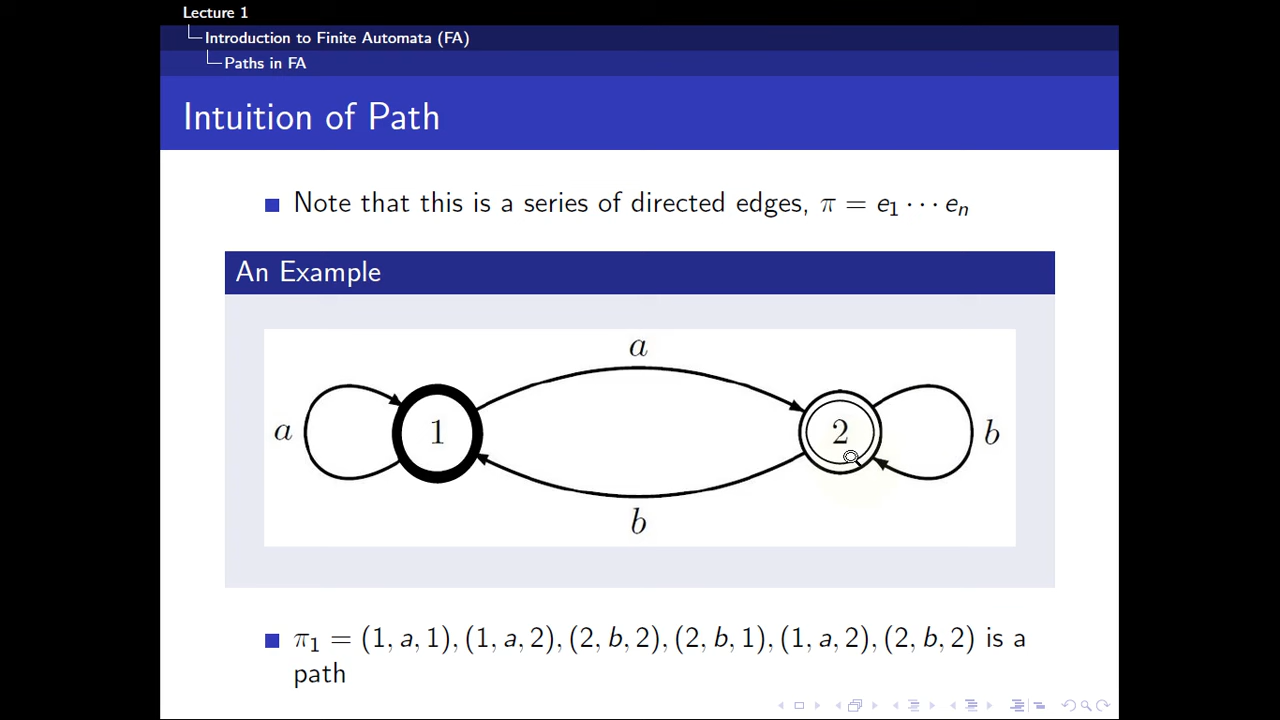 Lecture 1
Introduction to Finite Automata (FA)
Paths in FA
Intuition of Path
Note that this is a series of directed edges, π = e₁ ··· eₙ
An Example
a
a 1 2 b
b
π₁ = (1, a, 1), (1, a, 2), (2, b, 2), (2, b, 1), (1, a, 2), (2, b, 2) is a
path